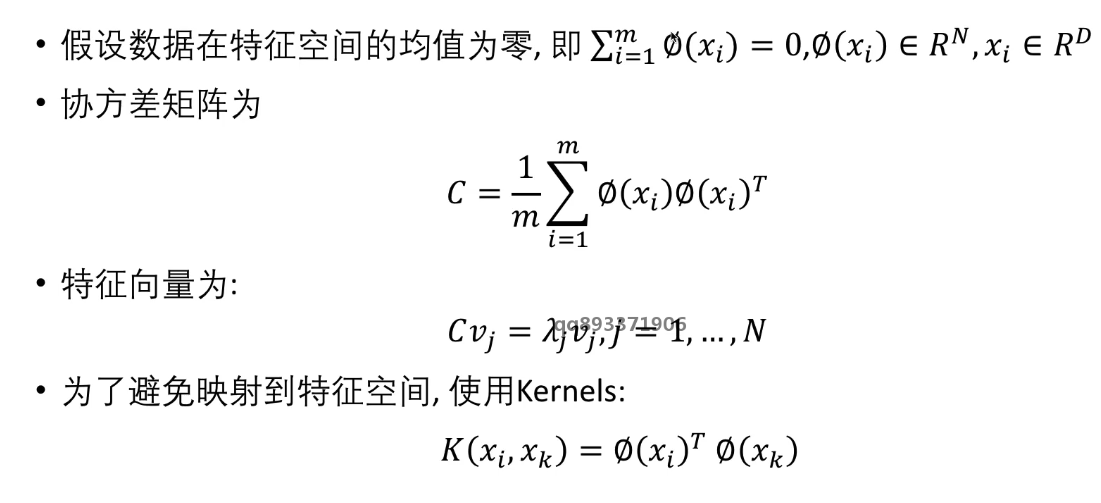 • 假设数据在特征空间的均值为零, 即 ∑_{i=1}^{m} ∅(x_i) = 0,∅(x_i) ∈ R^N, x_i ∈ R^D
• 协方差矩阵为
C = \frac{1}{m} ∑_{i=1}^{m} ∅(x_i)∅(x_i)^T
• 特征向量为:
qq893371906
Cv_j = λ_j v_j, j = 1, … , N
• 为了避免映射到特征空间, 使用Kernels:
K(x_i, x_k) = ∅(x_i)^T ∅(x_k)